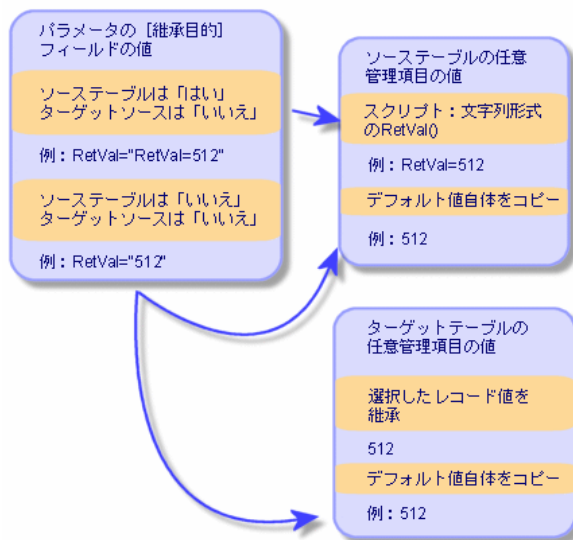 パラメータの［継承目的］
フィールドの値
ソーステーブルは「はい」
ターゲットソースは「いいえ」
例：RetVal="RetVal=512"
ソーステーブルは「いいえ」
ターゲットソースは「いいえ」
例：RetVal="512"
ソーステーブルの任意
管理項目の値
スクリプト：文字列形式
のRetVal()
例：RetVal=512
デフォルト値自体をコピー
例：512
ターゲットテーブルの
任意管理項目の値
選択したレコード値を
継承
512
デフォルト値自体をコピー
例：512